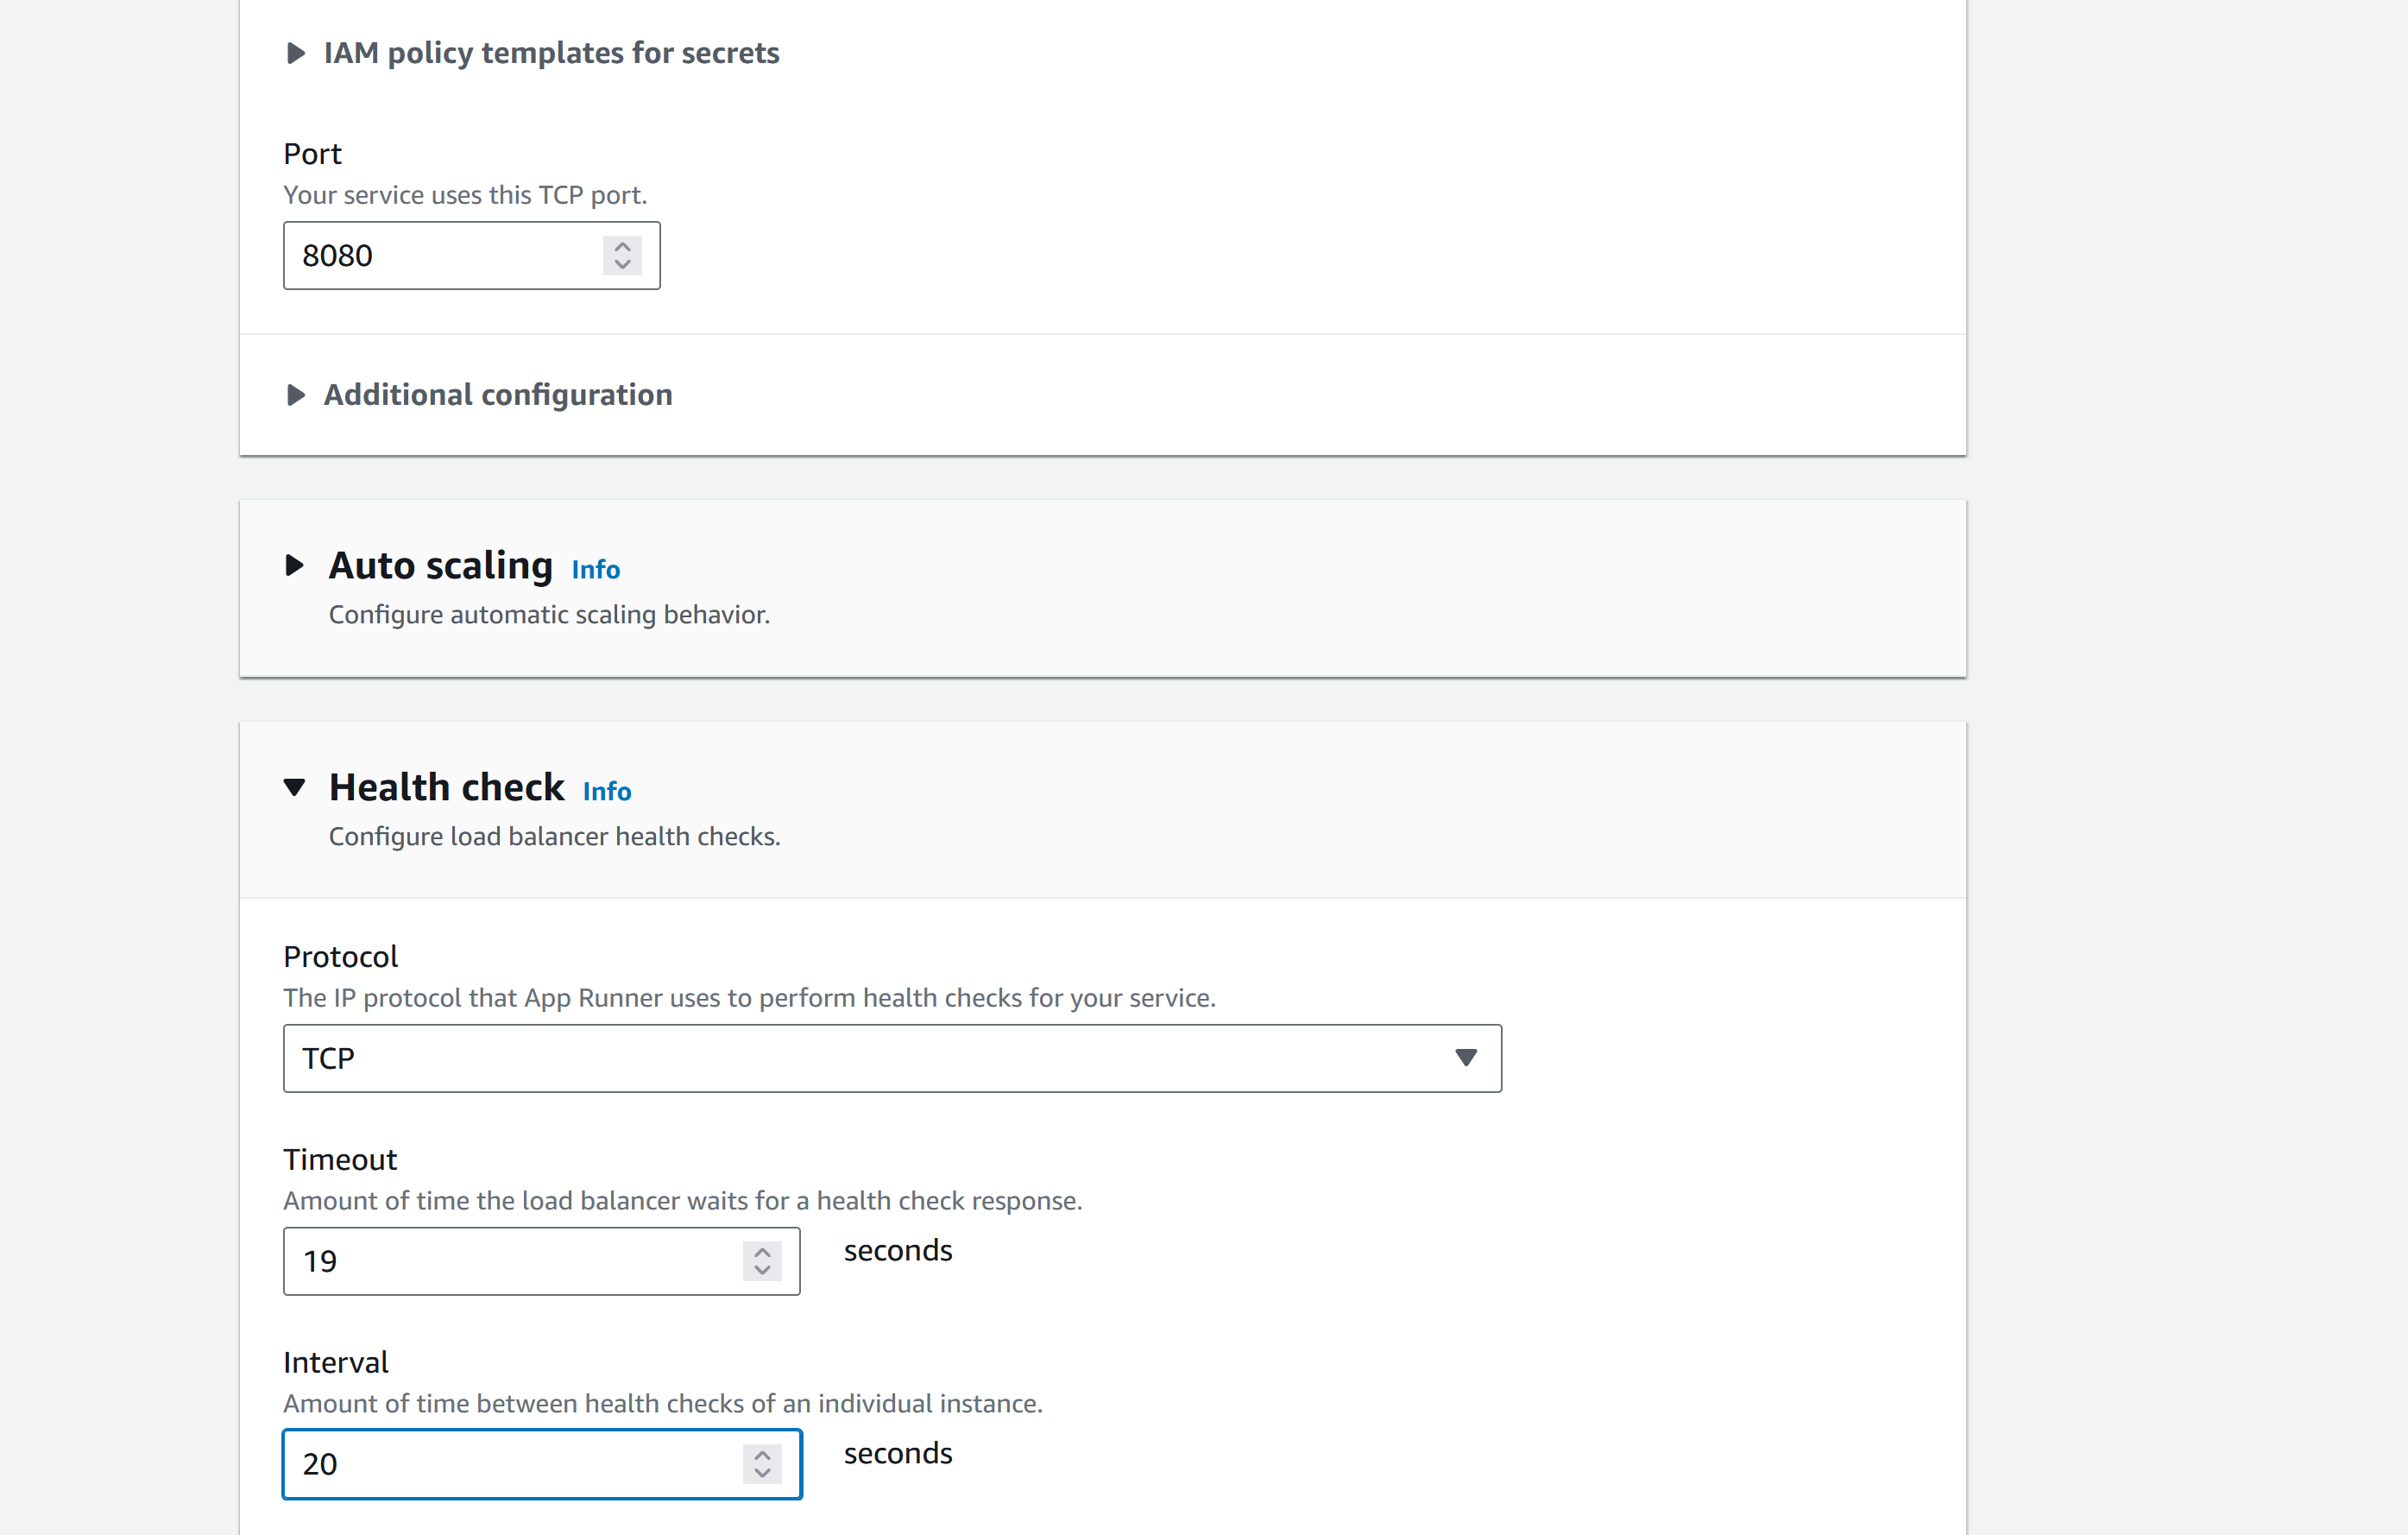 IAM policy templates for secrets
Port
Your service uses this TCP port.
8080
Additional configuration
Auto scaling Info
Configure automatic scaling behavior.
Health check Info
Configure load balancer health checks.
Protocol
The IP protocol that App Runner uses to perform health checks for your service.
TCP
Timeout
Amount of time the load balancer waits for a health check response.
19 seconds
Interval
Amount of time between health checks of an individual instance.
20 seconds